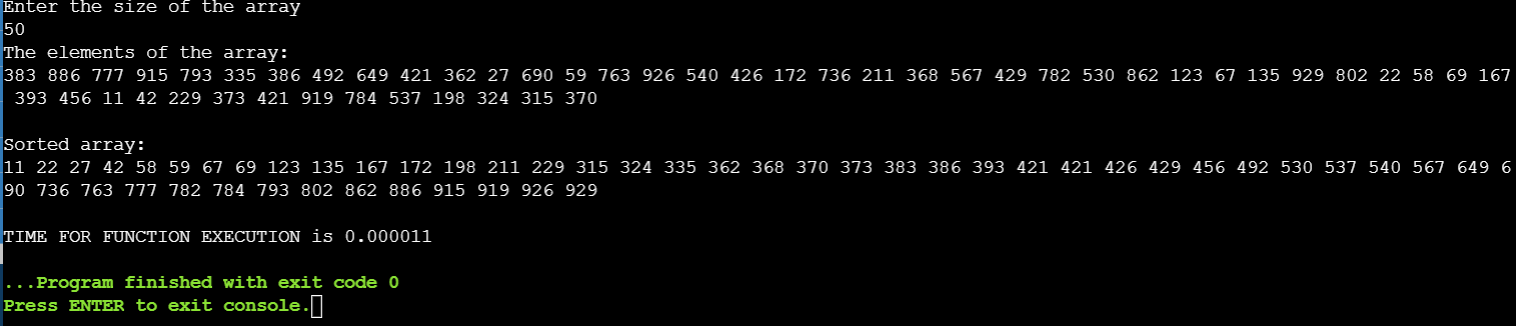 Enter the size of the array
50
The elements of the array:
383 886 777 915 793 335 386 492 649 421 362 27 690 59 763 926 540 426 172 736 211 368 567 429 782 530 862 123 67 135 929 802 22 58 69 167
393 456 11 42 229 373 421 919 784 537 198 324 315 370
Sorted array:
11 22 27 42 58 59 67 69 123 135 167 172 198 211 229 315 324 335 362 368 370 373 383 386 393 421 421 426 429 456 492 530 537 540 567 649 6
90 736 763 777 782 784 793 802 862 886 915 919 926 929
TIME FOR FUNCTION EXECUTION is 0.000011
...Program finished with exit code 0
Press ENTER to exit console.